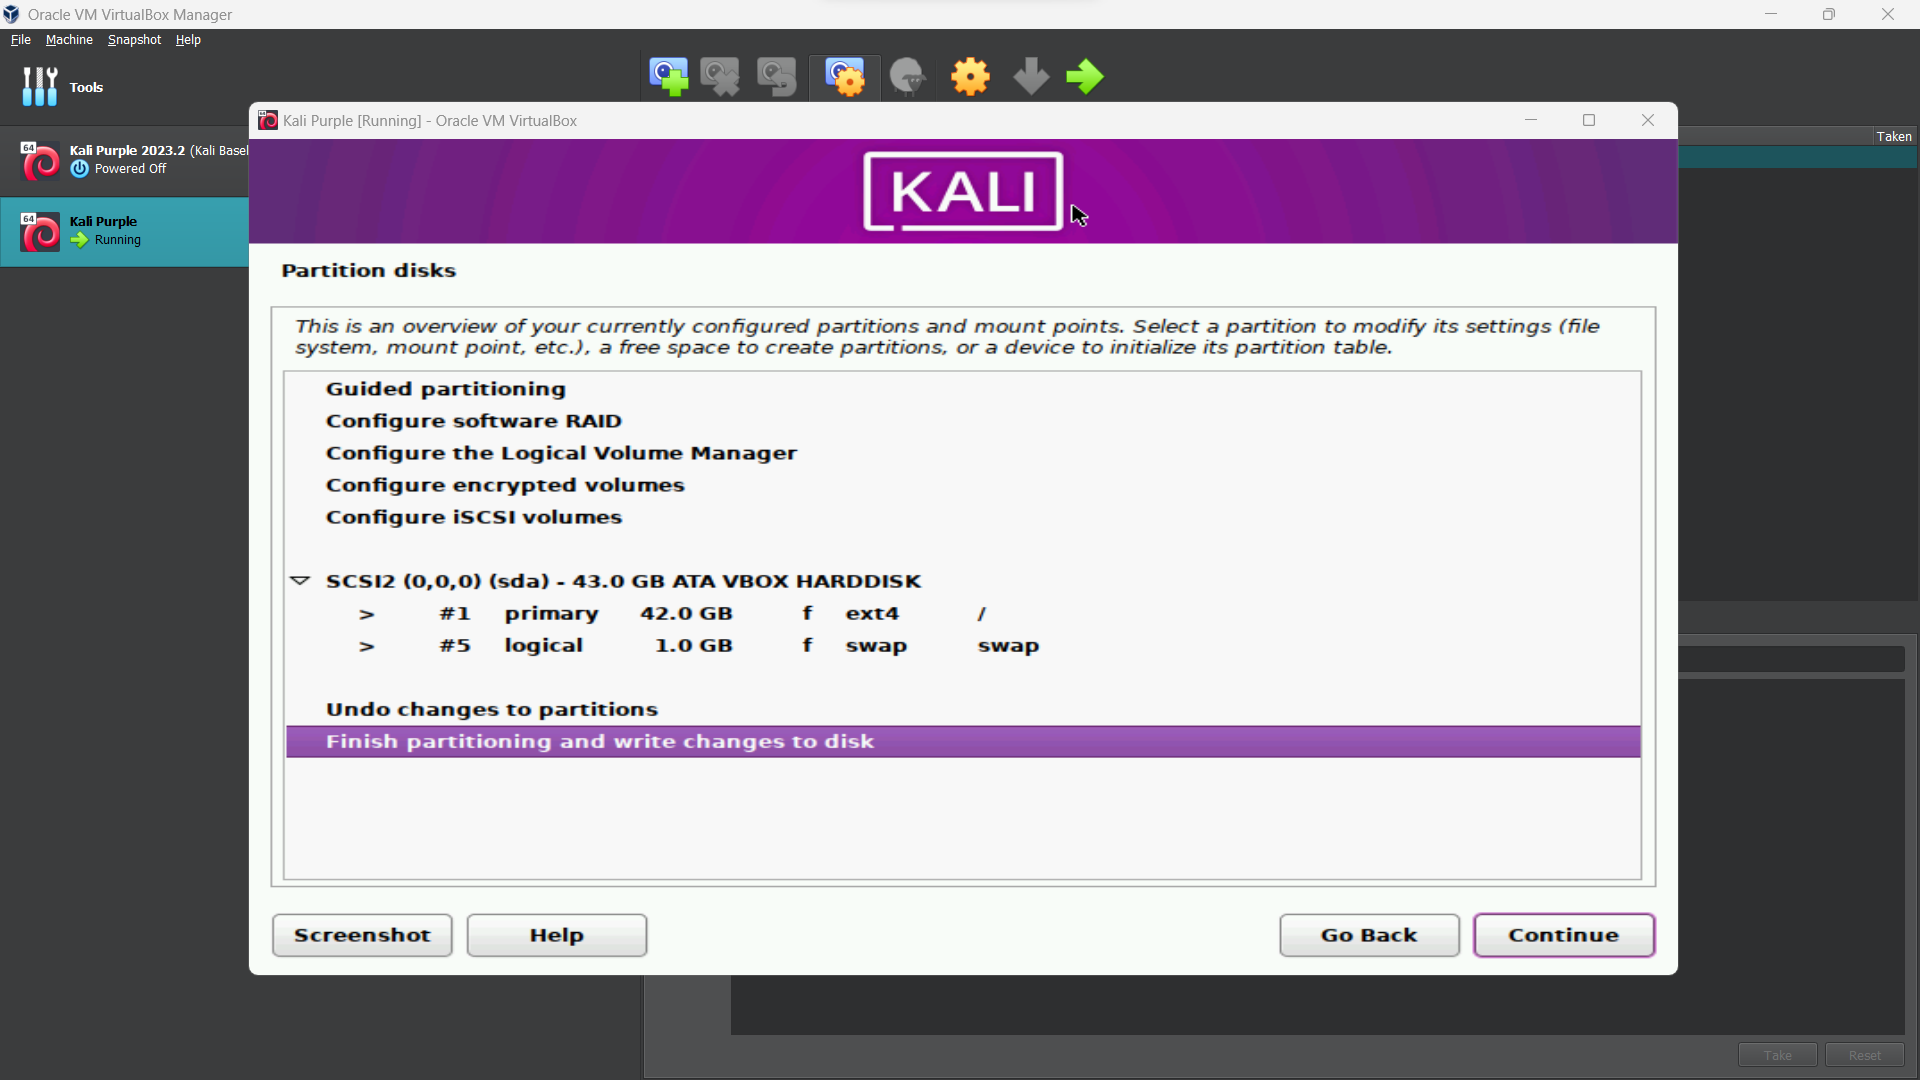 Oracle VM VirtualBox Manager
File Machine Snapshot Help
Tools
Taken
64
Kali Purple 2023.2 (Kali Basel
Powered Off
64
Kali Purple
Running
Kali Purple [Running] - Oracle VM VirtualBox
KALI
Partition disks
This is an overview of your currently configured partitions and mount points. Select a partition to modify its settings (file
system, mount point, etc.), a free space to create partitions, or a device to initialize its partition table.
Guided partitioning
Configure software RAID
Configure the Logical Volume Manager
Configure encrypted volumes
Configure iSCSI volumes
SCSI2 (0,0,0) (sda) - 43.0 GB ATA VBOX HARDDISK
> #1 primary 42.0 GB f ext4 /
> #5 logical 1.0 GB f swap swap
Undo changes to partitions
Finish partitioning and write changes to disk
Screenshot Help Go Back Continue
Take Reset